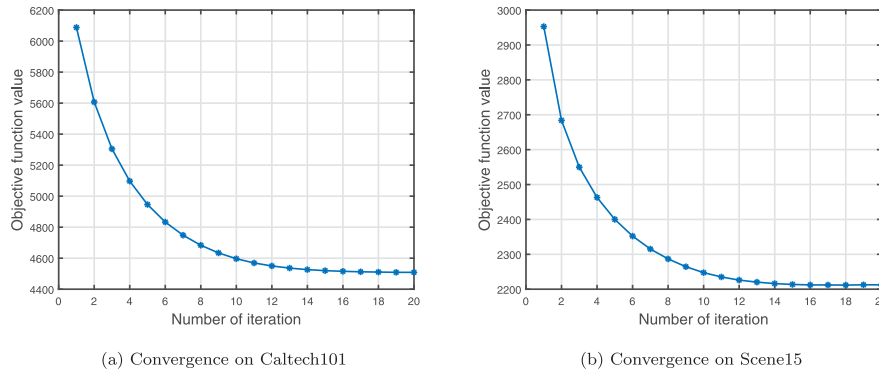 6200
6000
5800
5600
5400
5200
5000
4800
4600
4400
0 2 4 6 8 10 12 14 16 18 20
Objective function value
Number of iteration
(a) Convergence on Caltech101
3000
2900
2800
2700
2600
2500
2400
2300
2200
0 2 4 6 8 10 12 14 16 18 2
Objective function value
Number of iteration
(b) Convergence on Scene15